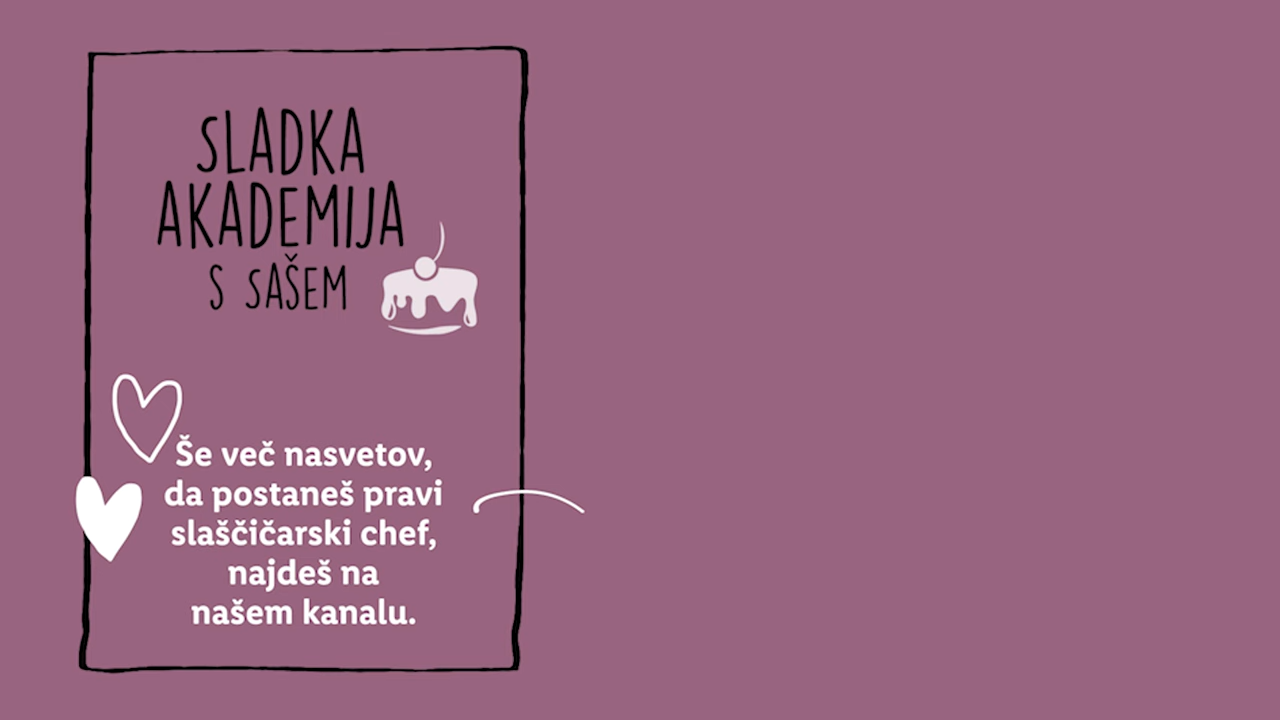 SLADKA
AKADEMIJA
S SAŠEM
Še več nasvetov,
da postaneš pravi
slaščičarski chef,
najdeš na
našem kanalu.